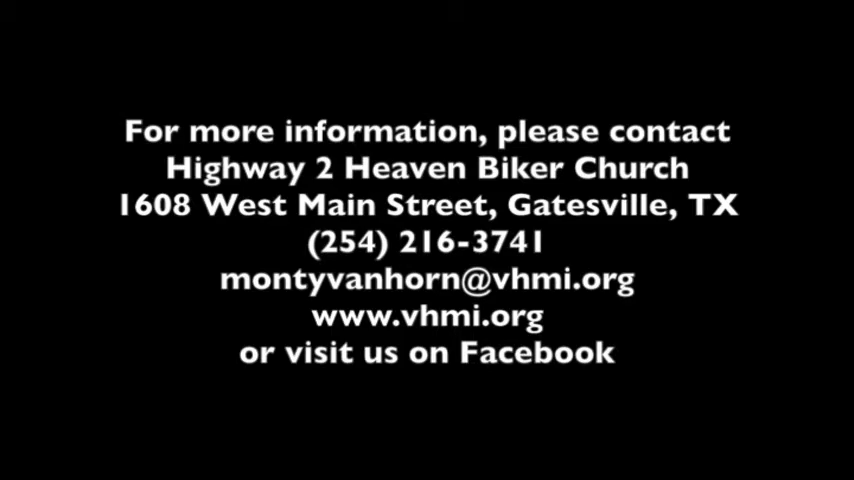 For more information, please contact
Highway 2 Heaven Biker Church
1608 West Main Street, Gatesville, TX
(254) 216-3741
montyvanhorn@vhmi.org
www.vhmi.org
or visit us on Facebook